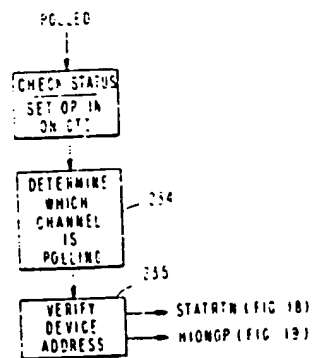 POLLED
CHECK STATUS
SET OP IN
ON CTI
DETERMINE
WHICH
CHANNEL
IS
POLLING
234
235
VERIFY
DEVICE
ADDRESS
STATRTN (FIG 18)
HIONGP (FIG 19)